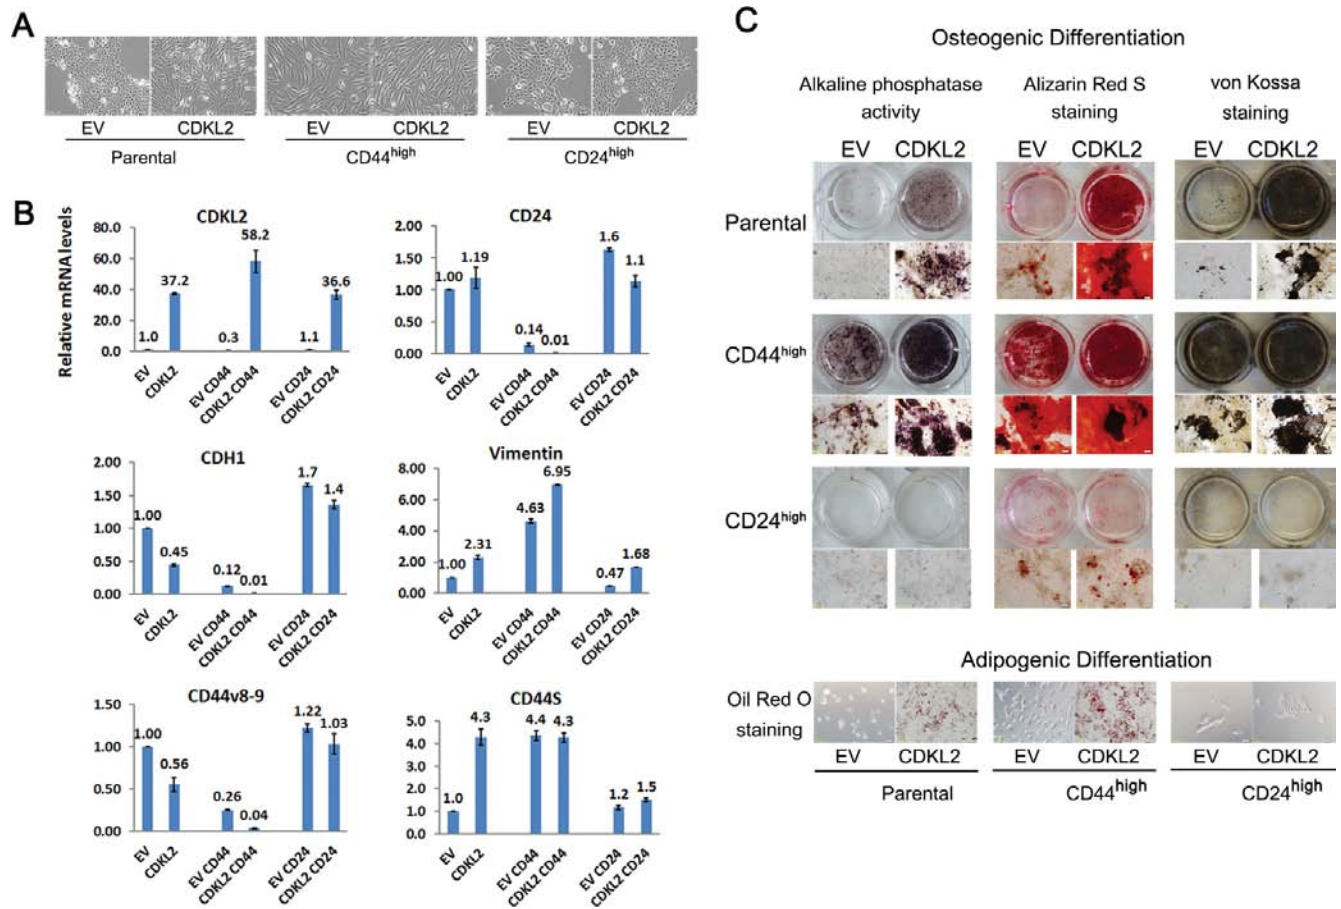 A
EV CDKL2 EV CDKL2 EV CDKL2
Parental CD44high CD24high
B
Relative mRNA levels
CDKL2
80.0
60.0
40.0
20.0
0.0
1.0 37.2 0.3 58.2 1.1 36.6
EV CDKL2 EV CD44 CDKL2 CD44 EV CD24 CDKL2 CD24
CD24
2.00
1.50
1.00
0.50
0.00
1.00 1.19 0.14 0.01 1.6 1.1
EV CDKL2 EV CD44 CDKL2 CD44 EV CD24 CDKL2 CD24
CDH1
2.00
1.50
1.00
0.50
0.00
1.00 0.45 0.12 0.01 1.7 1.4
EV CDKL2 EV CD44 CDKL2 CD44 EV CD24 CDKL2 CD24
Vimentin
8.00
6.00
4.00
2.00
0.00
1.00 2.31 4.63 6.95 0.47 1.68
EV CDKL2 EV CD44 CDKL2 CD44 EV CD24 CDKL2 CD24
CD44v8-9
1.50
1.00
0.50
0.00
1.00 0.56 0.26 0.04 1.22 1.03
EV CDKL2 EV CD44 CDKL2 CD44 EV CD24 CDKL2 CD24
CD44S
5.0
4.0
3.0
2.0
1.0
0.0
1.0 4.3 4.4 4.3 1.2 1.5
EV CDKL2 EV CD44 CDKL2 CD44 EV CD24 CDKL2 CD24
C
Osteogenic Differentiation
Alkaline phosphatase
activity
Alizarin Red S
staining
von Kossa
staining
EV CDKL2 EV CDKL2 EV CDKL2
Parental
CD44high
CD24high
Adipogenic Differentiation
Oil Red O
staining
EV CDKL2 EV CDKL2 EV CDKL2
Parental CD44high CD24high